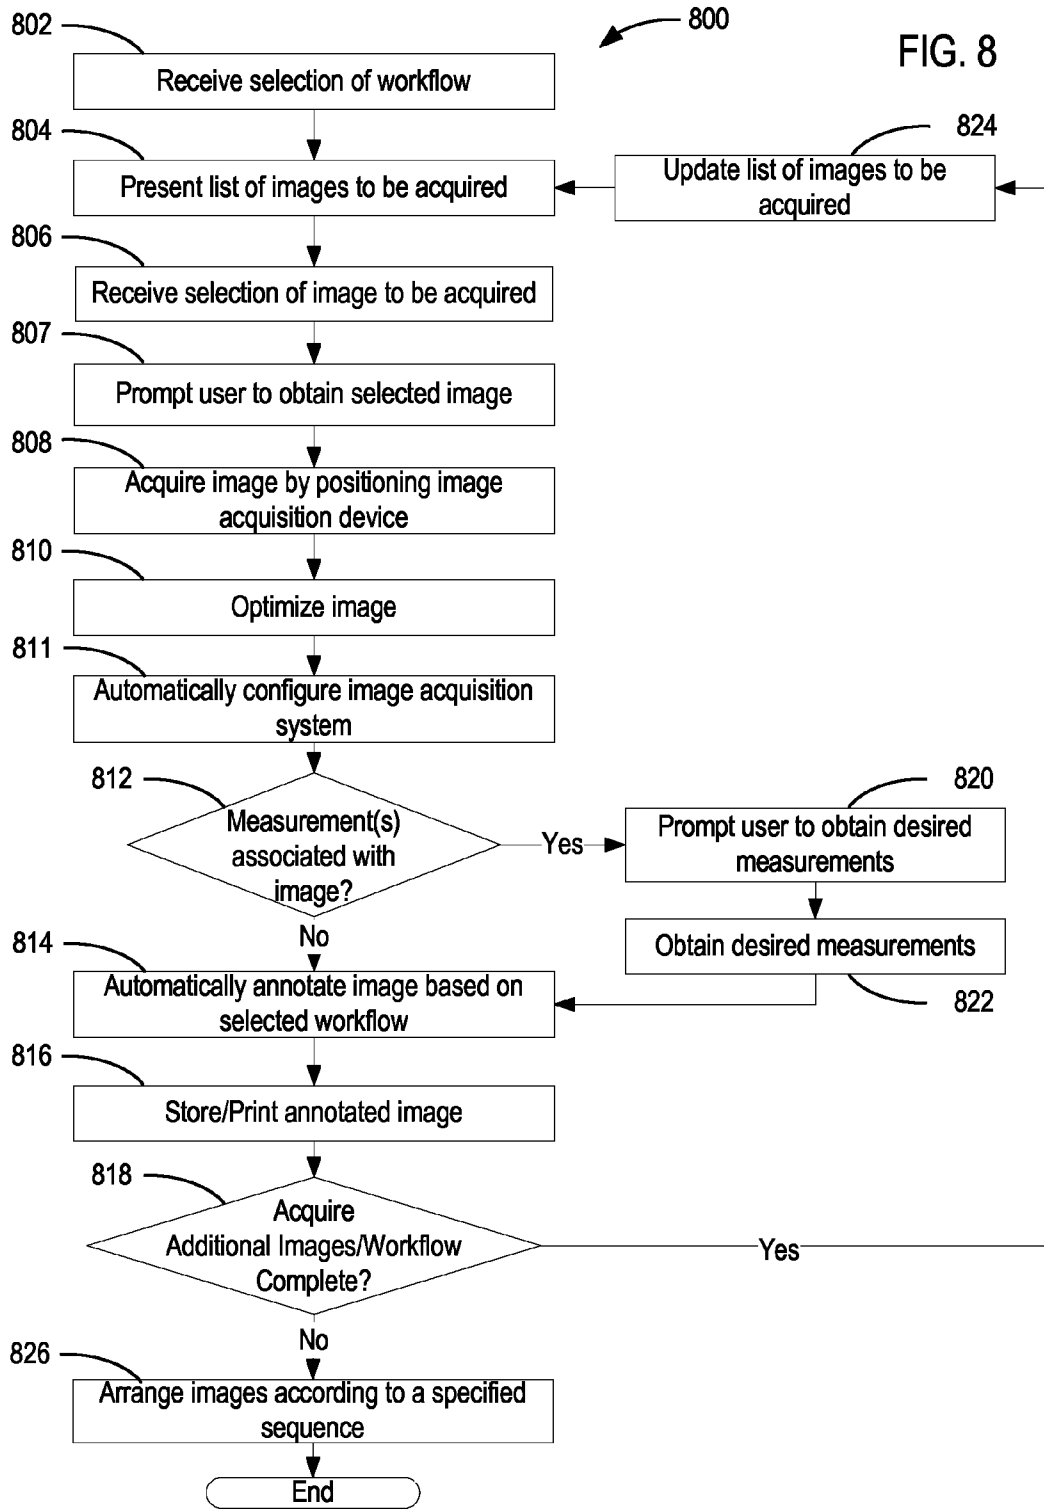 802
800
FIG. 8
Receive selection of workflow
804
824
Present list of images to be acquired
Update list of images to be
acquired
806
Receive selection of image to be acquired
807
Prompt user to obtain selected image
808
Acquire image by positioning image
acquisition device
810
Optimize image
811
Automatically configure image acquisition
system
812
Measurement(s)
associated with
image?
Yes
820
Prompt user to obtain desired
measurements
Obtain desired measurements
822
No
814
Automatically annotate image based on
selected workflow
816
Store/Print annotated image
818
Acquire
Additional Images/Workflow
Complete?
Yes
No
826
Arrange images according to a specified
sequence
End